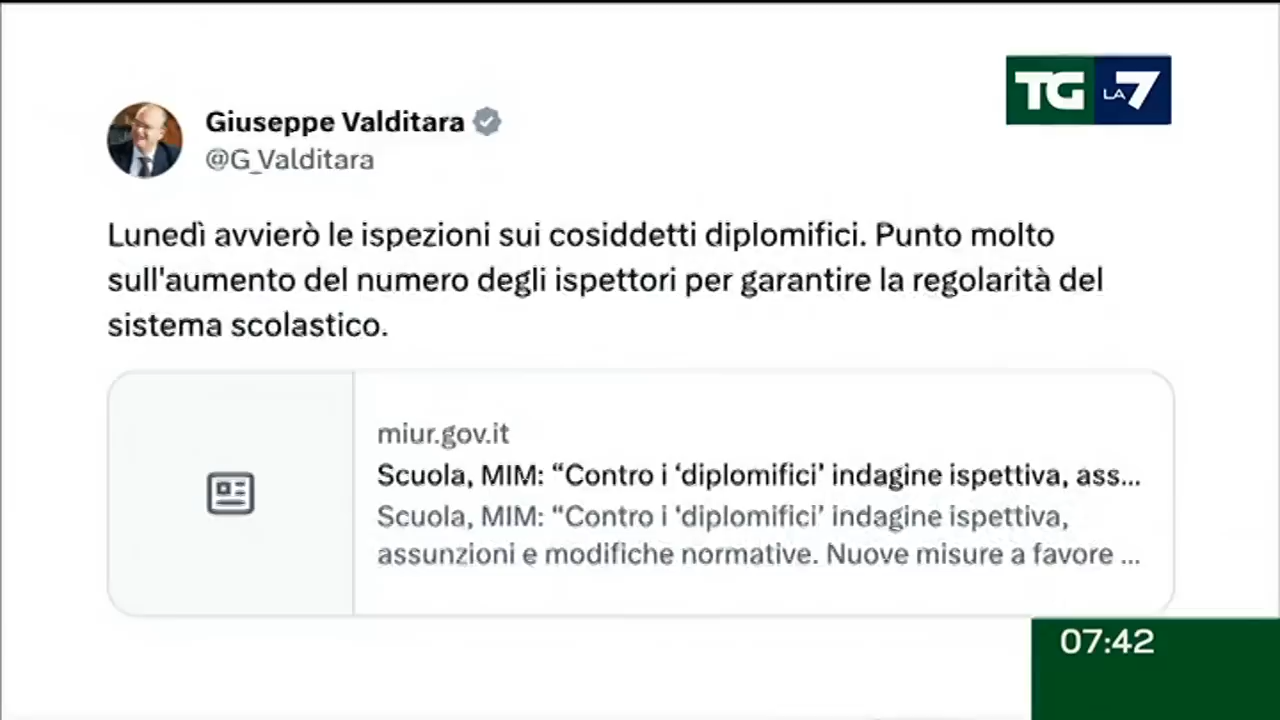 TG LA 7
Giuseppe Valditara
@G_Valditara
Lunedì avvierò le ispezioni sui cosiddetti diplomifici. Punto molto
sull'aumento del numero degli ispettori per garantire la regolarità del
sistema scolastico.
miur.gov.it
Scuola, MIM: “Contro i ‘diplomifici’ indagine ispettiva, ass...
Scuola, MIM: “Contro i ‘diplomifici’ indagine ispettiva,
assunzioni e modifiche normative. Nuove misure a favore ...
07:42